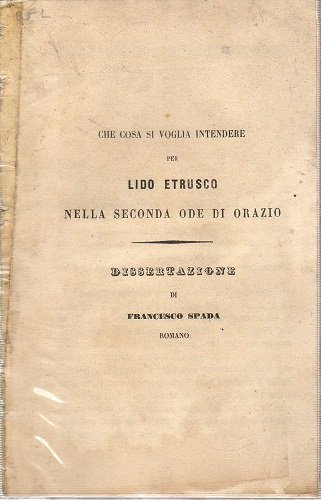 CHE COSA SI VOGLIA INTENDERE
PER
LIDO ETRUSCO
NELLA SECONDA ODE DI ORAZIO
DISSERTAZIONE
DI
FRANCESCO SPADA
ROMANO